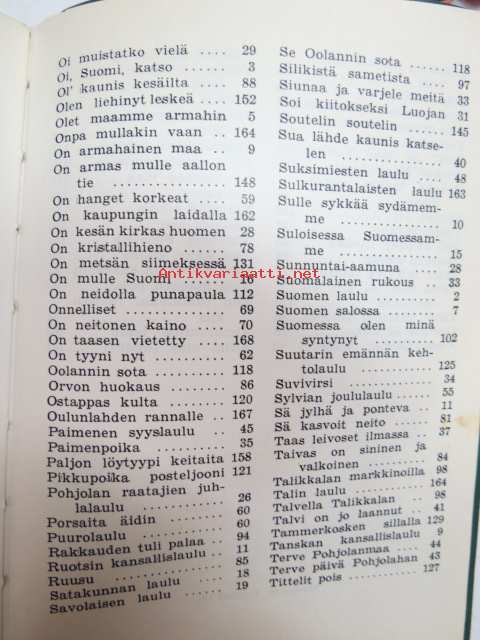 Oi muistatko vielä .... 29
Oi, Suomi, katso ...... 3
Ol' kaunis kesäilta .... 88
Olen liehinyt leskeä .. 152
Olet maamme armahin 5
Onpa mullakin vaan .. 164
On armahainen maa .. 9
On armas mulle aallon
tie .............. 148
On hanget korkeat .... 59
On kaupungin laidalla 162
On kesän kirkas huomen 28
On kristallihieno ...... 78
On metsän siimeksessä 131
On mulle Suomi ...... 16
On neidolla punapaula 112
Onnelliset ............ 69
On neitonen kaino .... 70
On taasen vietetty .... 168
On tyyni nyt ........ 62
Oolannin sota ........ 118
Orvon huokaus ........ 86
Ostappas kulta ........ 120
Oulunlahden rannalle .. 167
Paimenen syyslaulu .. 45
Paimenpoika .......... 35
Paljon löytyypi keitaita 158
Pikkupoika posteljooni 121
Pohjolan raatajien juh-
lalaulu ............ 26
Porsaita äidin ........ 60
Puurolaulu ............ 60
Rakkauden tuli palaa .. 94
Ruotsin kansallislaulu .. 11
Ruusu .............. 85
Satakunnan laulu .... 18
Savolaisen laulu ...... 19
Se Oolannin sota .... 118
Silikistä sametista .... 97
Siunaa ja varjele meitä 33
Soi kiitokseksi Luojan 31
Soutelin soutelin ...... 145
Sua lähde kaunis katse-
len ................ 40
Suksimiesten laulu .... 48
Sulkurantalaisten laulu 163
Sulle sykkää sydämem-
me ................ 10
Suloisessa Suomessam-
me ................ 15
Sunnuntai-aamuna .... 28
Suomalainen rukous .. 33
Suomen laulu ........ 2
Suomen salossa ........ 7
Suomessa olen minä
syntynyt .......... 102
Suutarin emännän keh-
tolaulu ............ 125
Suvivirsi .............. 34
Sylvian joululaulu .... 55
Sä jylhä ja ponteva .. 11
Sä kasvoit neito ...... 81
Taas leivoset ilmassa .. 37
Taivas on sininen ja
valkoinen .......... 84
Talikkalan markkinoilla 98
Talin laulu .......... 164
Talvella Talikkalan .. 98
Talvi on jo laannut .. 41
Tammerkosken sillalla 129
Tanskan kansallislaulu 9
Terve Pohjolanmaa .... 44
Terve päivä Pohjolahan 43
Tittelit pois .......... 127
Antikvariaatti.net